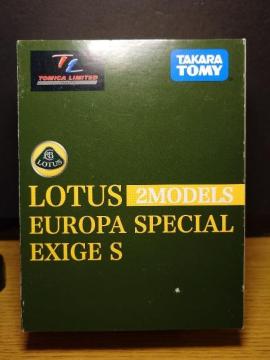 TL
TOMICA LIMITED
TAKARA
TOMY
LOTUS
LOTUS 2MODELS
EUROPA SPECIAL
EXIGE S